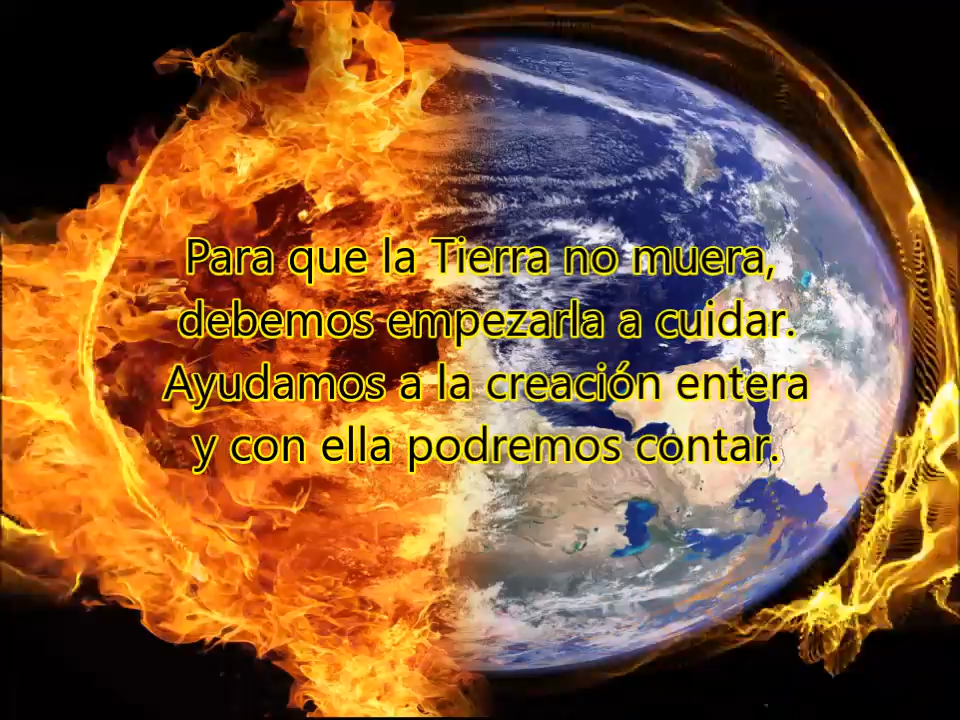 Para que la Tierra no muera,
debemos empezarla a cuidar.
Ayudamos a la creación entera
y con ella podremos contar.